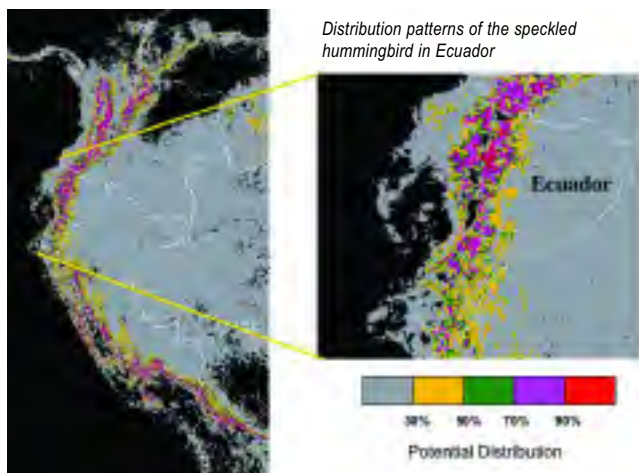 Distribution patterns of the speckled
hummingbird in Ecuador
Ecuador
30% 50% 70% 90%
Potential Distribution